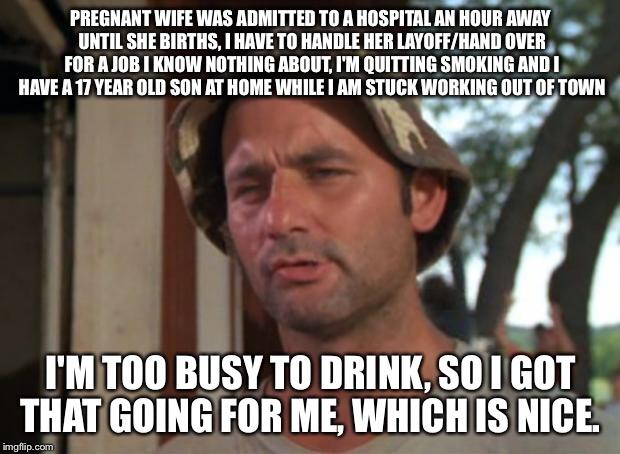 PREGNANT WIFE WAS ADMITTED TO A HOSPITAL AN HOUR AWAY
UNTIL SHE BIRTHS, I HAVE TO HANDLE HER LAYOFF/HAND OVER
FOR A JOB I KNOW NOTHING ABOUT, I'M QUITTING SMOKING AND I
HAVE A 17 YEAR OLD SON AT HOME WHILE I AM STUCK WORKING OUT OF TOWN
I'M TOO BUSY TO DRINK, SO I GOT
THAT GOING FOR ME, WHICH IS NICE.
imgflip.com